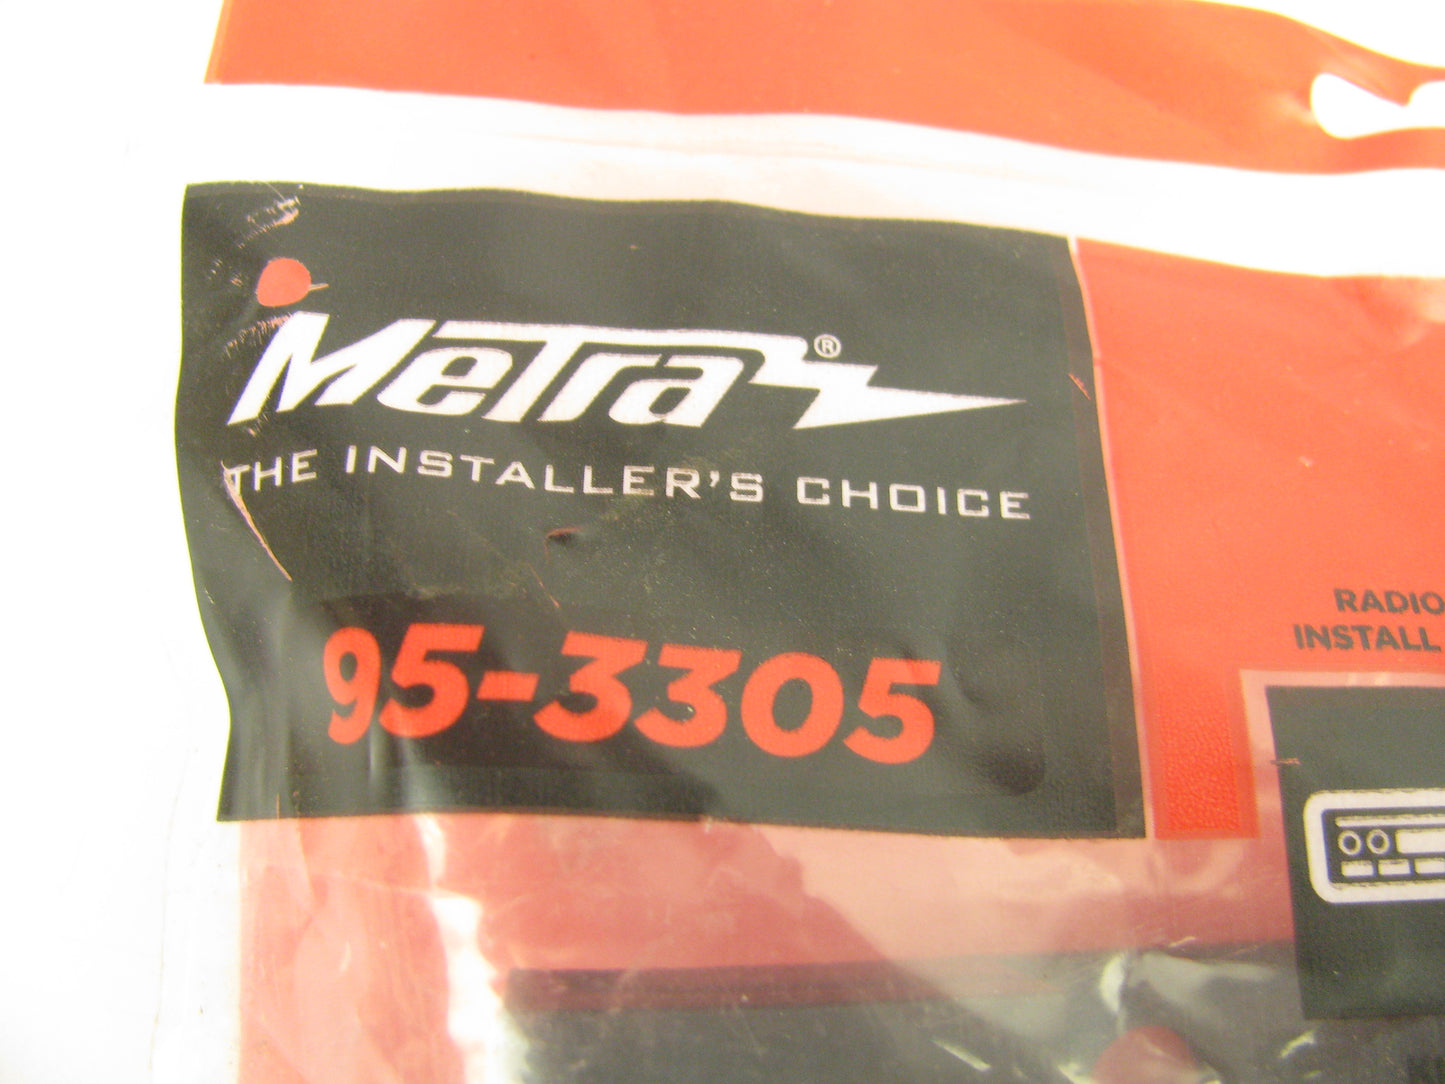 MeTra®
THE INSTALLER'S CHOICE
95-3305
RADIO
INSTALL